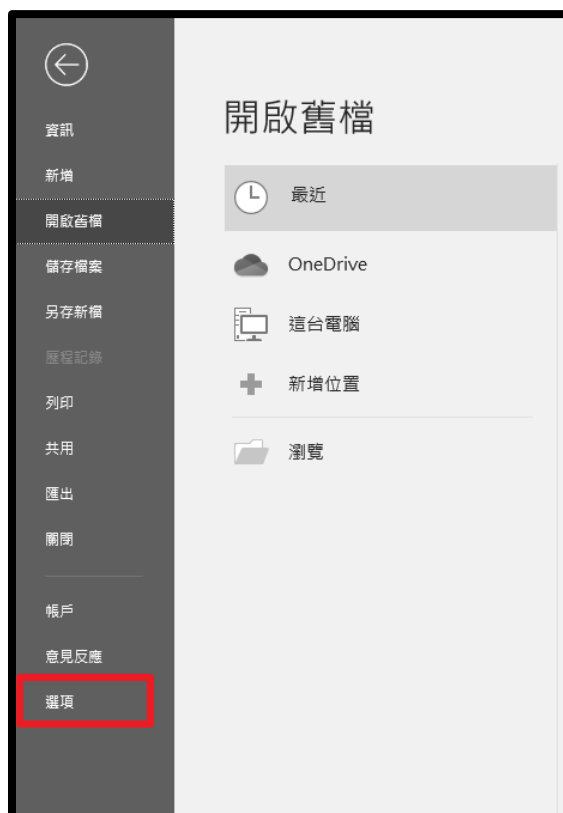 資訊
新增
開啟舊檔
儲存檔案
另存新檔
歷程記錄
列印
共用
匯出
關閉
帳戶
意見反應
選項
開啟舊檔
最近
OneDrive
這台電腦
新增位置
瀏覽